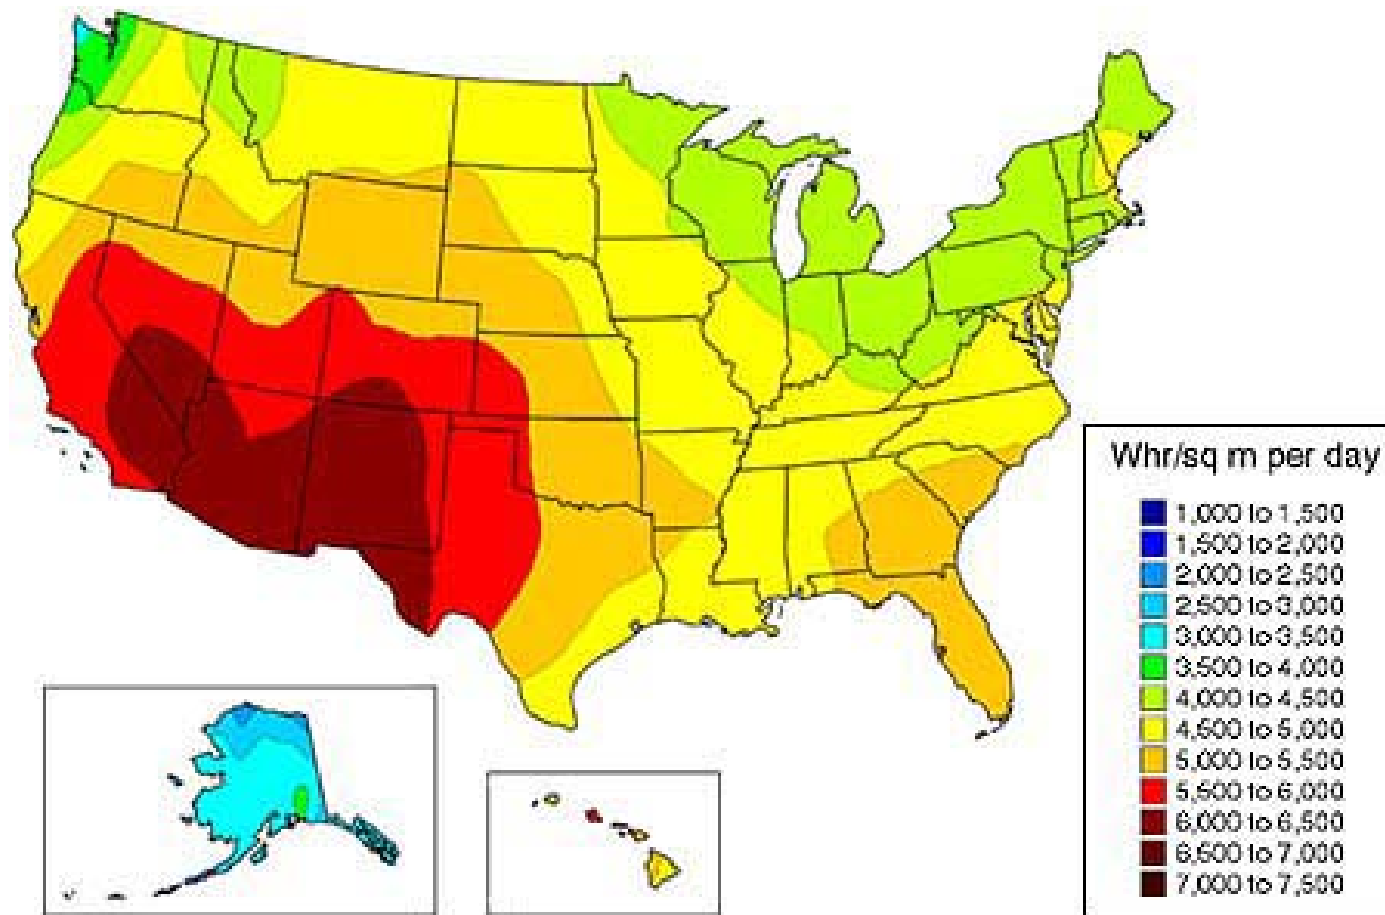 Whr/sq m per day
1,000 to 1,500
1,500 to 2,000
2,000 to 2,500
2,500 to 3,000
3,000 to 3,500
3,500 to 4,000
4,000 to 4,500
4,500 to 5,000
5,000 to 5,500
5,500 to 6,000
6,000 to 6,500
6,500 to 7,000
7,000 to 7,500